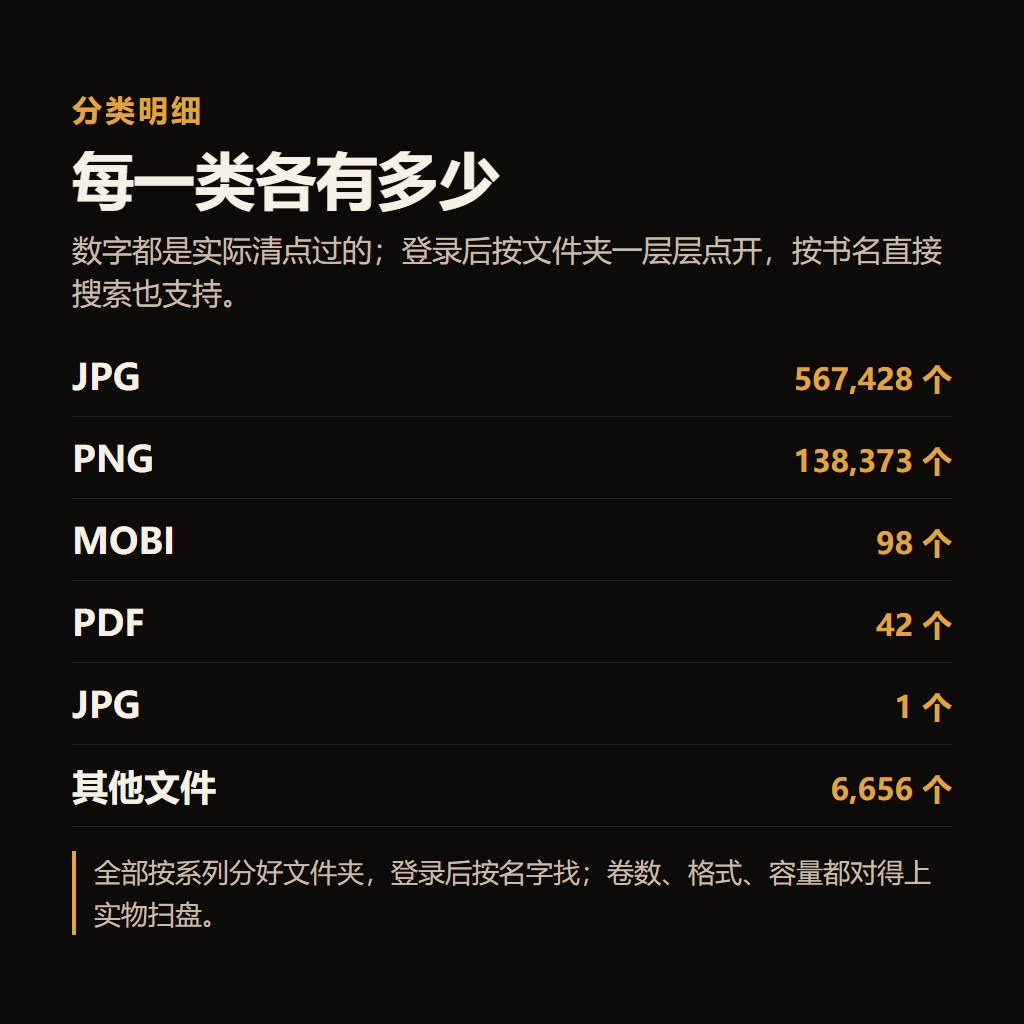 分类明细
每一类各有多少
数字都是实际清点过的；登录后按文件夹一层层点开，按书名直接
搜索也支持。
JPG 567,428 个
PNG 138,373 个
MOBI 98 个
PDF 42 个
JPG 1 个
其他文件 6,656 个
全部按系列分好文件夹，登录后按名字找；卷数、格式、容量都对得上
实物扫盘。